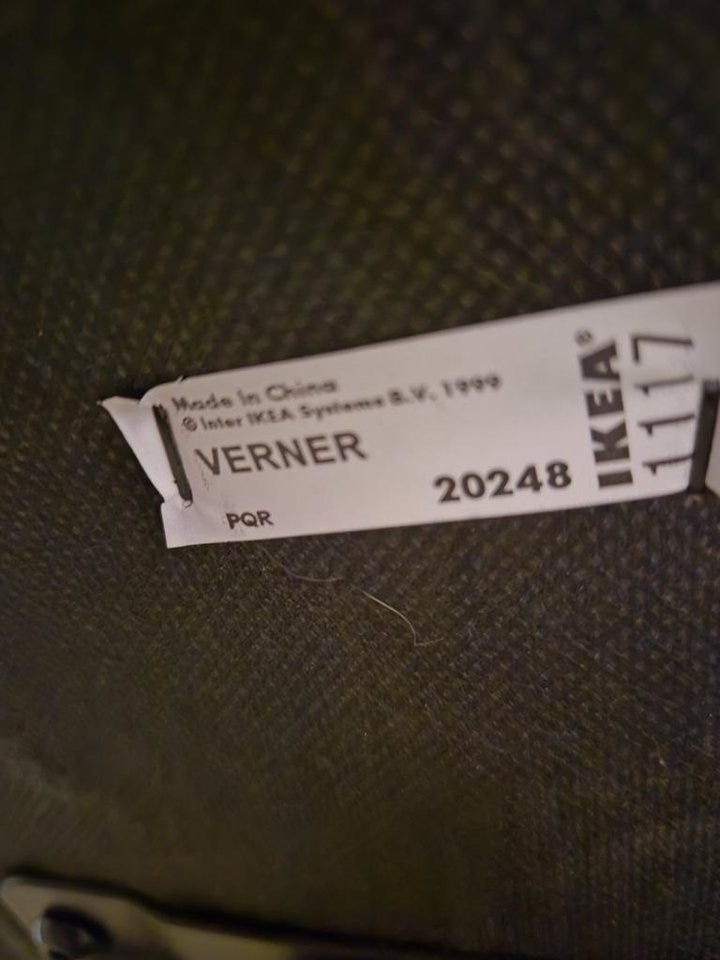 Made in China
© Inter IKEA Systems B.V. 1999
VERNER
20248
PQR
IKEA®
1117